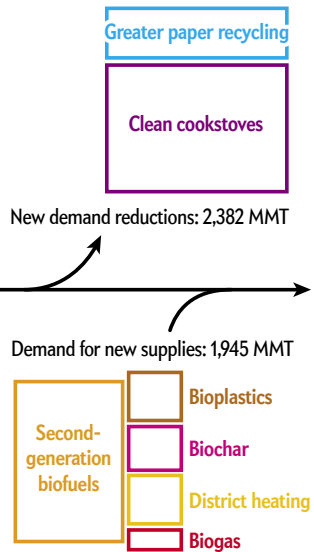 Greater paper recycling
Clean cookstoves
New demand reductions: 2,382 MMT
Demand for new supplies: 1,945 MMT
Second-
generation
biofuels
Bioplastics
Biochar
District heating
Biogas